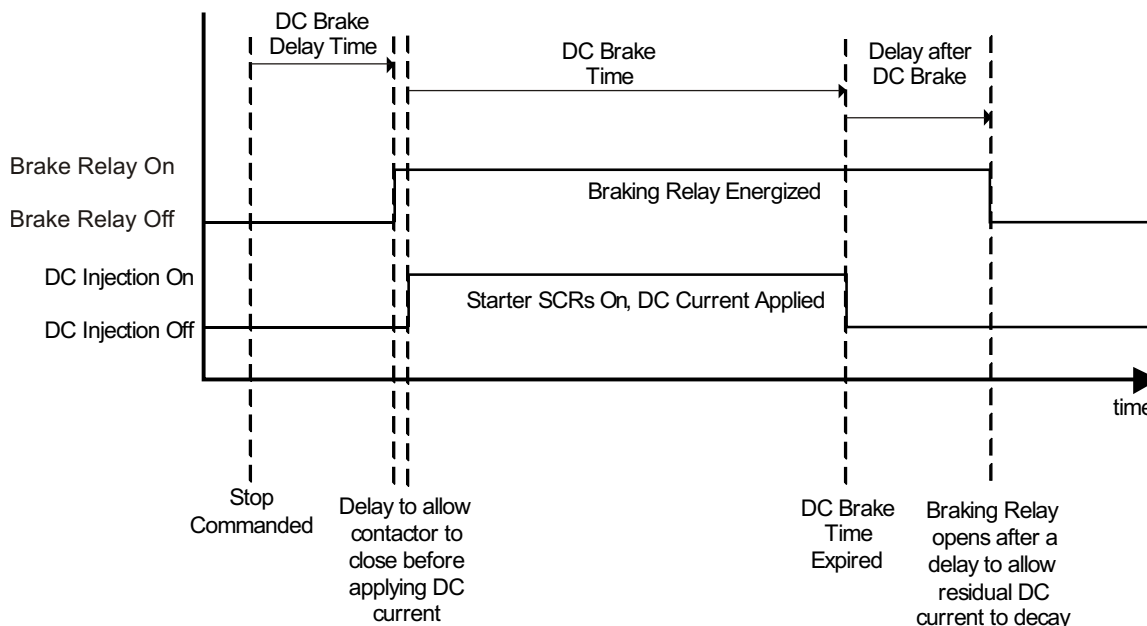 DC Brake
Delay Time
DC Brake
Time
Delay after
DC Brake
Brake Relay On
Braking Relay Energized
Brake Relay Off
DC Injection On
Starter SCRs On, DC Current Applied
DC Injection Off
time
Stop
Commanded
Delay to allow
contactor to
close before
applying DC
current
DC Brake
Time
Expired
Braking Relay
opens after a
delay to allow
residual DC
current to decay